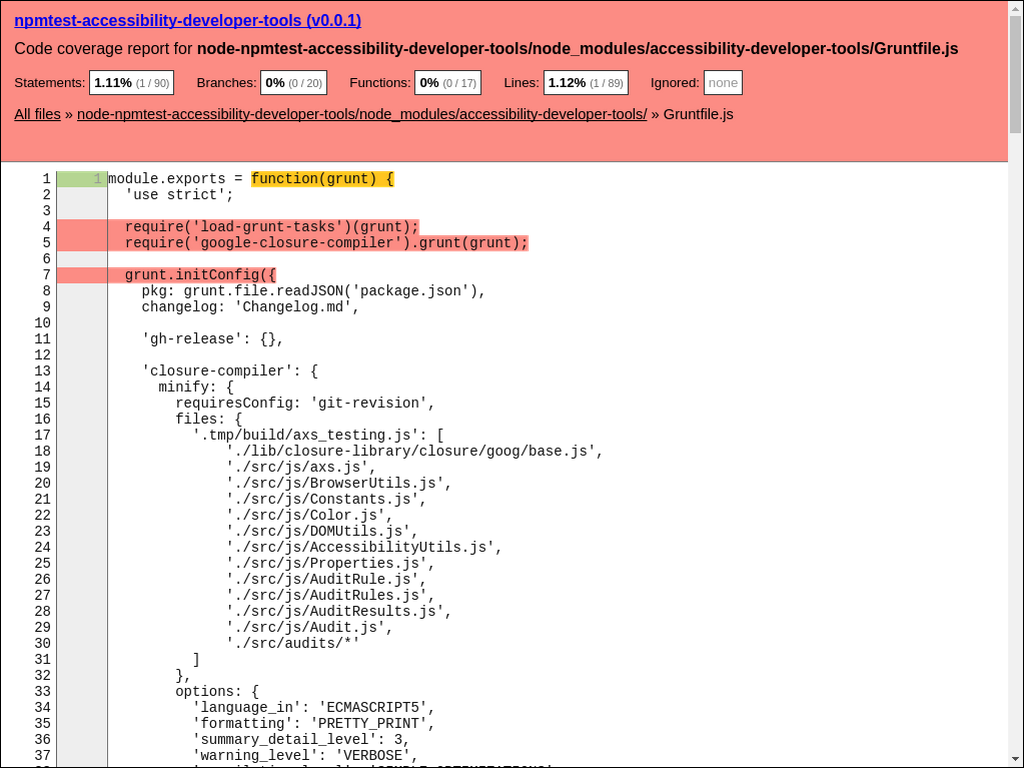 npmtest-accessibility-developer-tools (v0.0.1)
Code coverage report for node-npmtest-accessibility-developer-tools/node_modules/accessibility-developer-tools/Gruntfile.js
Statements: 1.11% (1 / 90) Branches: 0% (0 / 20) Functions: 0% (0 / 17) Lines: 1.12% (1 / 89) Ignored: none
All files » node-npmtest-accessibility-developer-tools/node_modules/accessibility-developer-tools/ » Gruntfile.js
1 1 module.exports = function(grunt) {
2 'use strict';
3
4 require('load-grunt-tasks')(grunt);
5 require('google-closure-compiler').grunt(grunt);
6
7 grunt.initConfig({
8 pkg: grunt.file.readJSON('package.json'),
9 changelog: 'Changelog.md',
10
11 'gh-release': {},
12
13 'closure-compiler': {
14 minify: {
15 requiresConfig: 'git-revision',
16 files: {
17 '.tmp/build/axs_testing.js': [
18 './lib/closure-library/closure/goog/base.js',
19 './src/js/axs.js',
20 './src/js/BrowserUtils.js',
21 './src/js/Constants.js',
22 './src/js/Color.js',
23 './src/js/DOMUtils.js',
24 './src/js/AccessibilityUtils.js',
25 './src/js/Properties.js',
26 './src/js/AuditRule.js',
27 './src/js/AuditRules.js',
28 './src/js/AuditResults.js',
29 './src/js/Audit.js',
30 './src/audits/*'
31 ]
32 },
33 options: {
34 'language_in': 'ECMASCRIPT5',
35 'formatting': 'PRETTY_PRINT',
36 'summary_detail_level': 3,
37 'warning_level': 'VERBOSE',